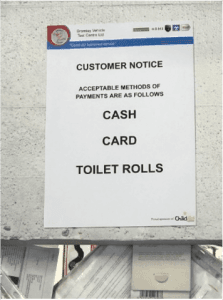 CUSTOMER NOTICE
ACCEPTABLE METHODS OF
PAYMENTS ARE AS FOLLOWS
CASH
CARD
TOILET ROLLS